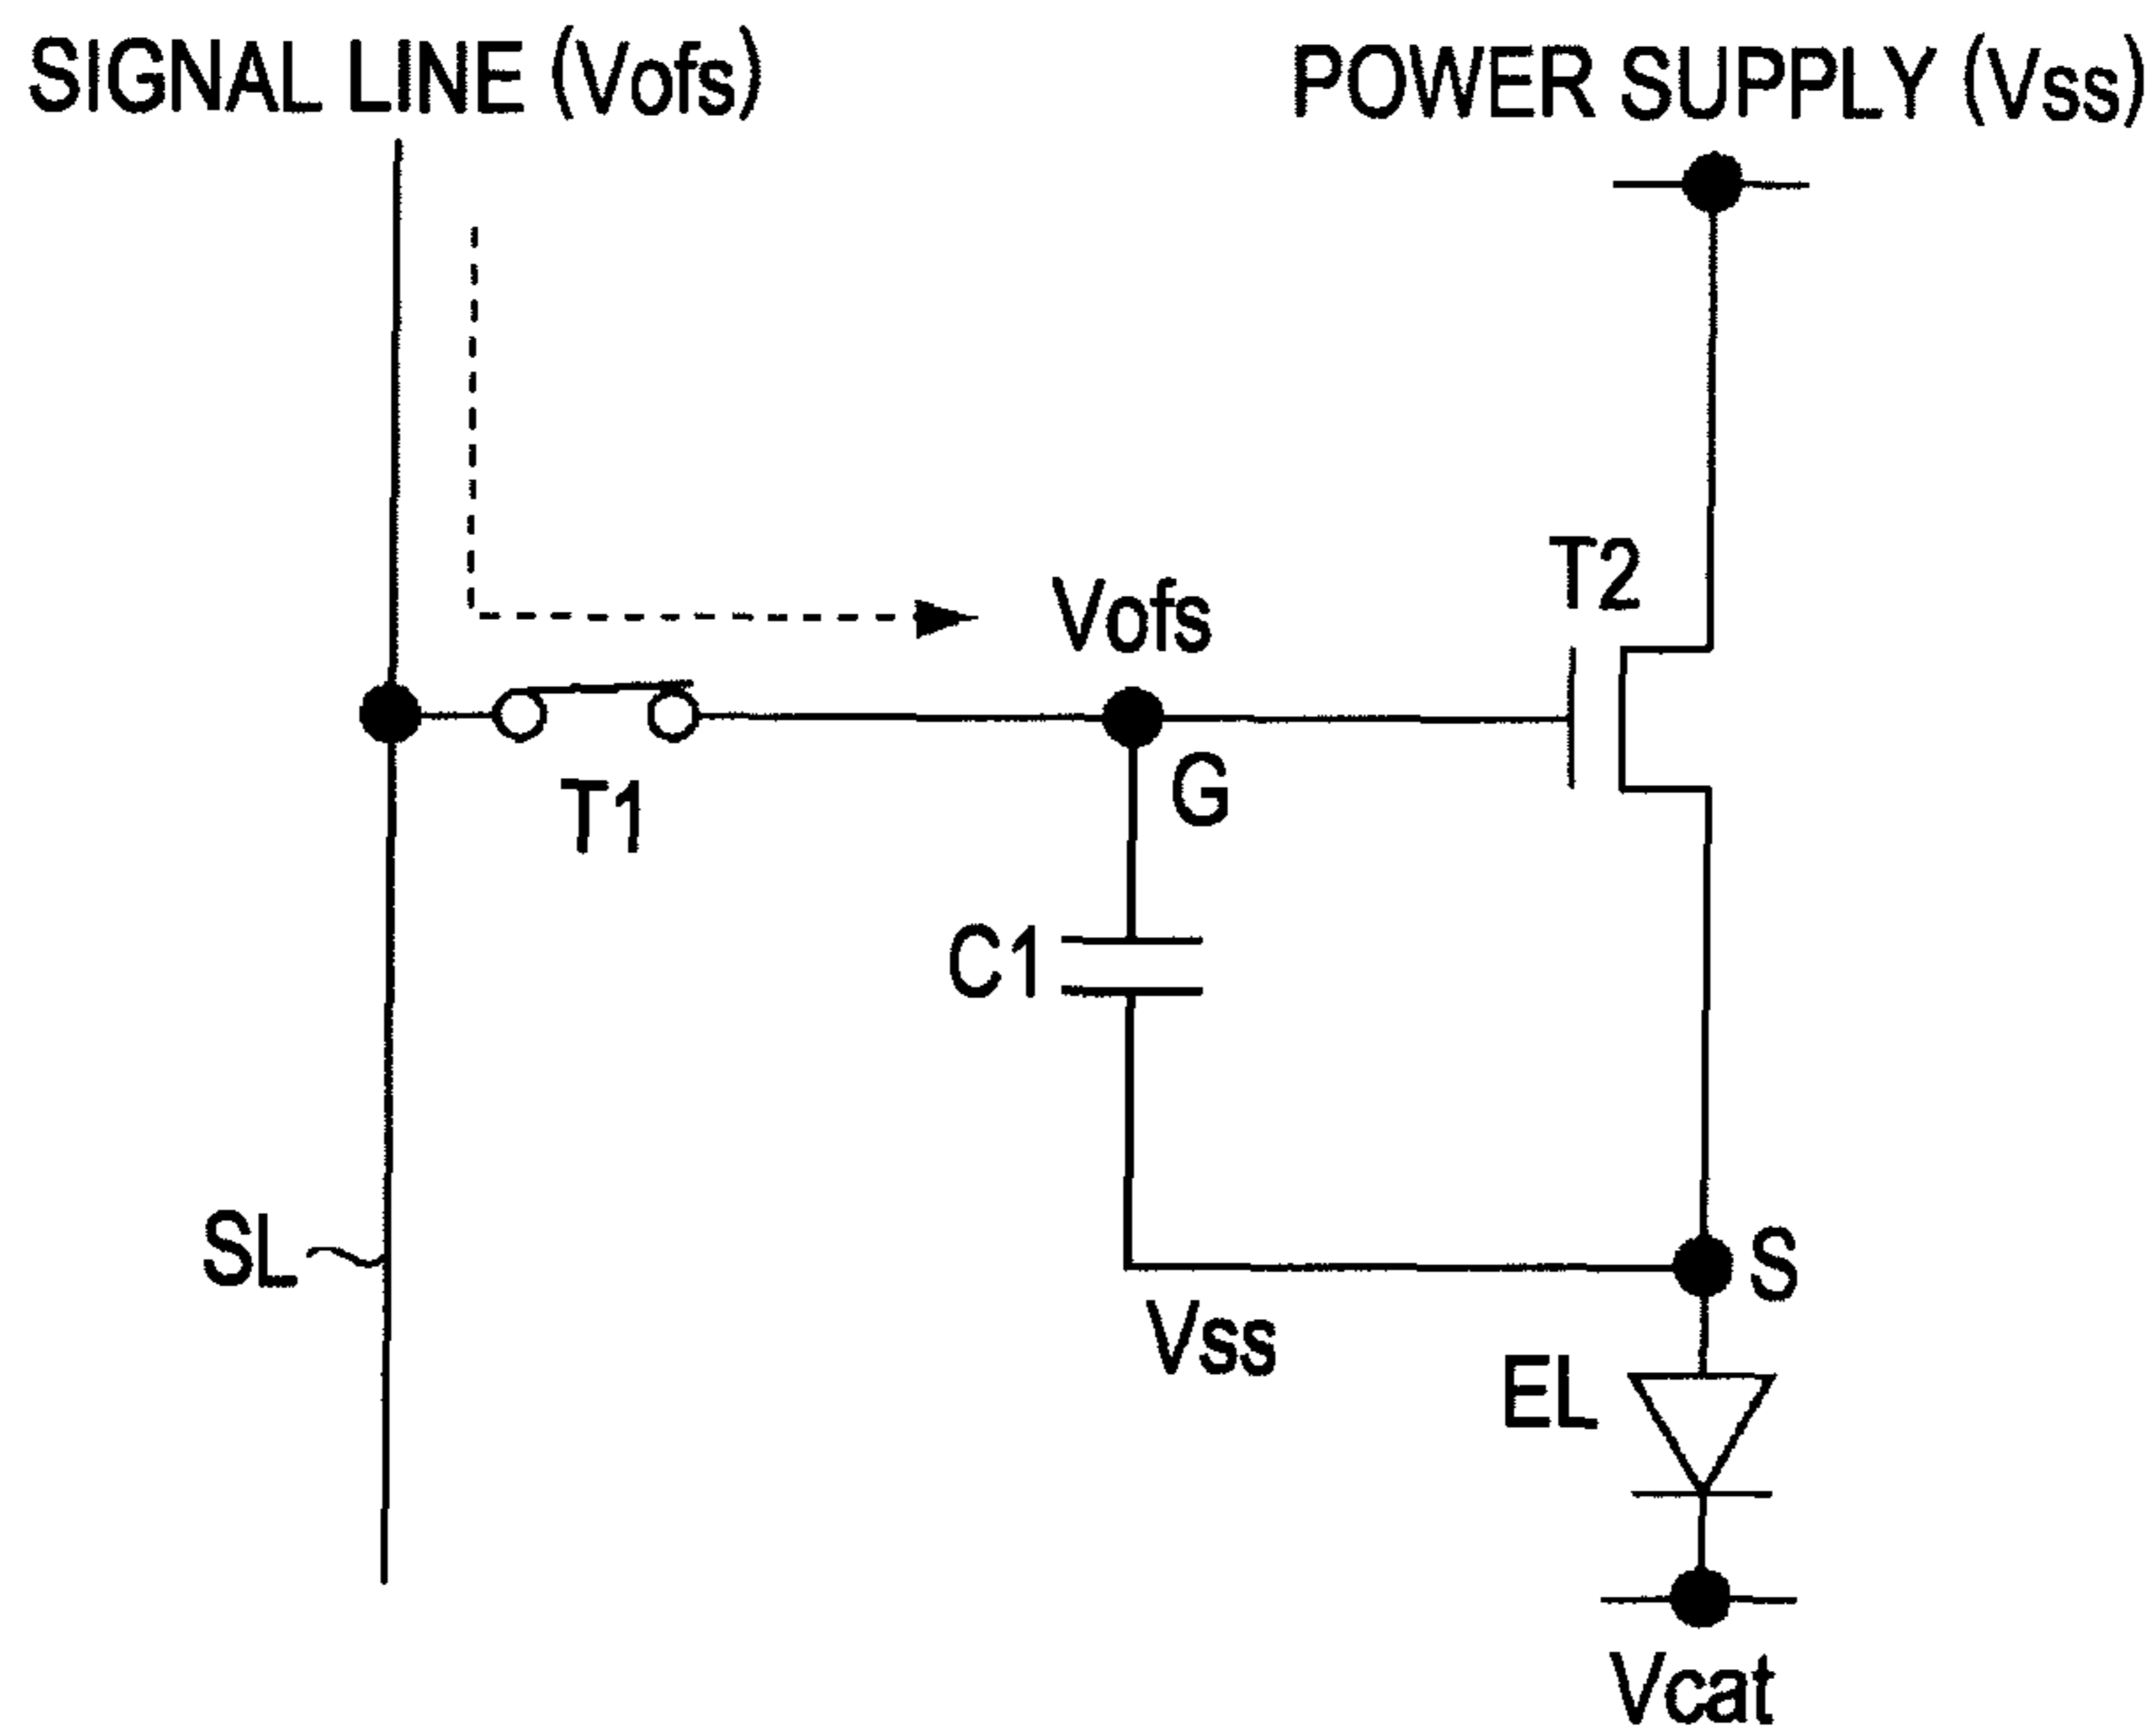 SIGNAL LINE (Vofs)
POWER SUPPLY (Vss)
T2
Vofs
G
T1
C1
SL
S
Vss
EL
Vcat